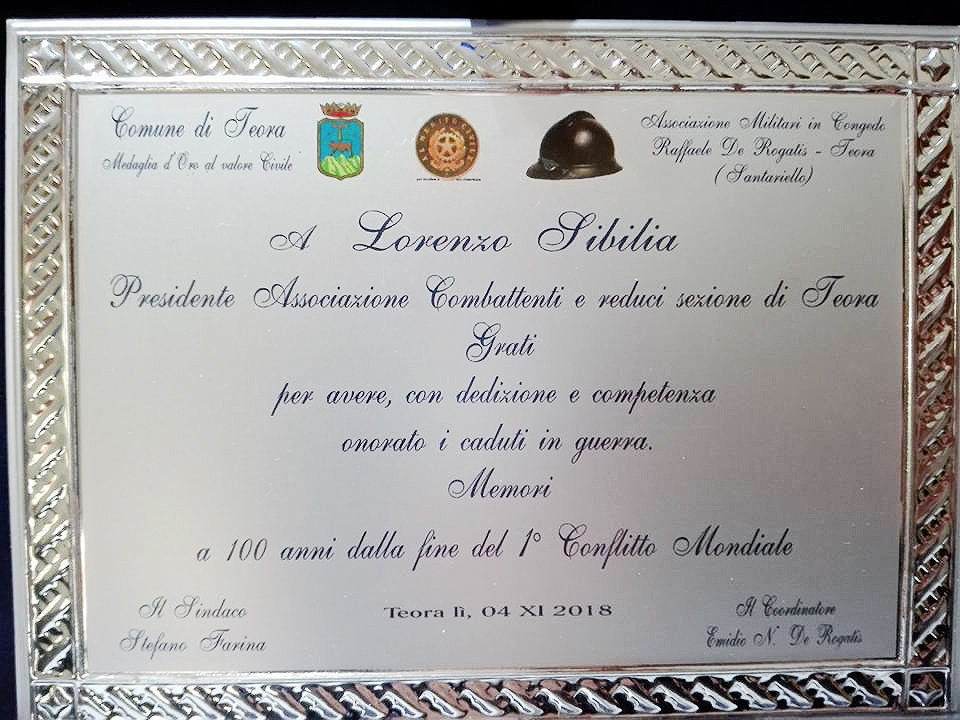 Comune di Teora
Medaglia d'Oro al valore Civile
AL MERITO CIVILE
Associazione Militari in Congedo
Raffaele De Rogatis - Teora
(Santariello)
A Lorenzo Sibilia
Presidente Associazione Combattenti e reduci sezione di Teora
Grati
per avere, con dedizione e competenza
onorato i caduti in guerra.
Memori
a 100 anni dalla fine del 1° Conflitto Mondiale
Il Sindaco
Stefano Farina
Teora lì, 04 XI 2018
Il Coordinatore
Emidio N. De Rogatis